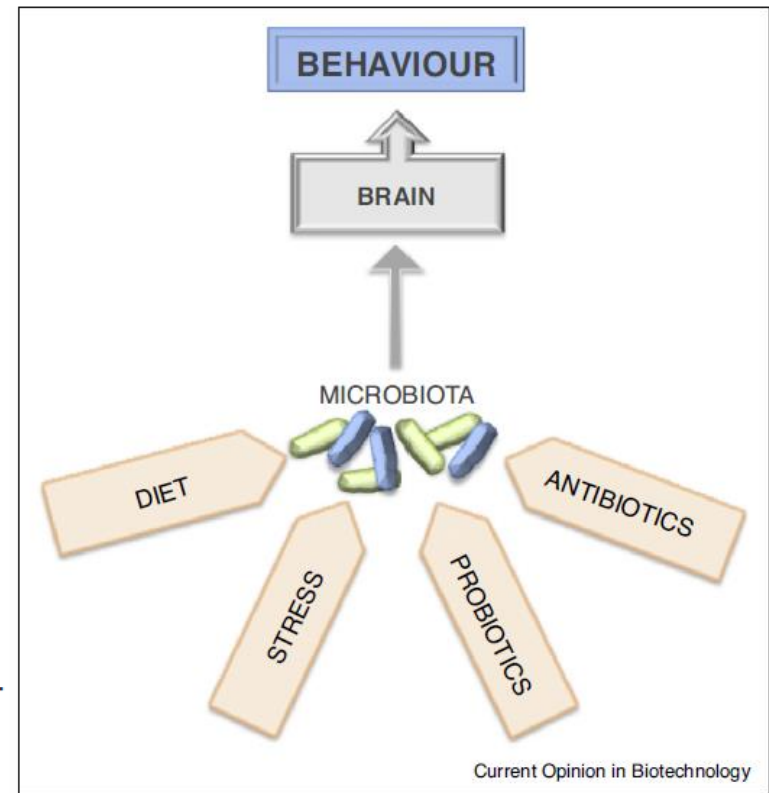 BEHAVIOUR
BRAIN
MICROBIOTA
DIET
STRESS
PROBIOTICS
ANTIBIOTICS
Current Opinion in Biotechnology